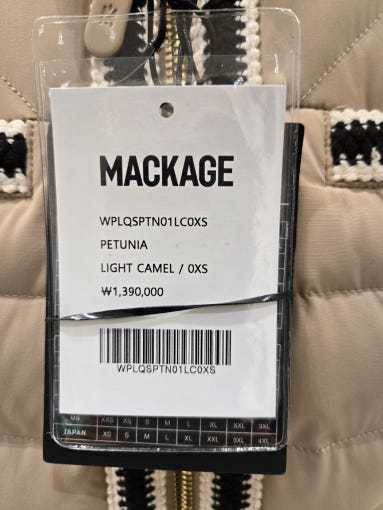 MACKAGE
WPLQSPTN01LC0XS
PETUNIA
LIGHT CAMEL / 0XS
₩1,390,000
WPLQSPTN01LC0XS
US XXS XS S M L XL XXL 3XL
JAPAN XS S M L XL XXL 3XL 4XL